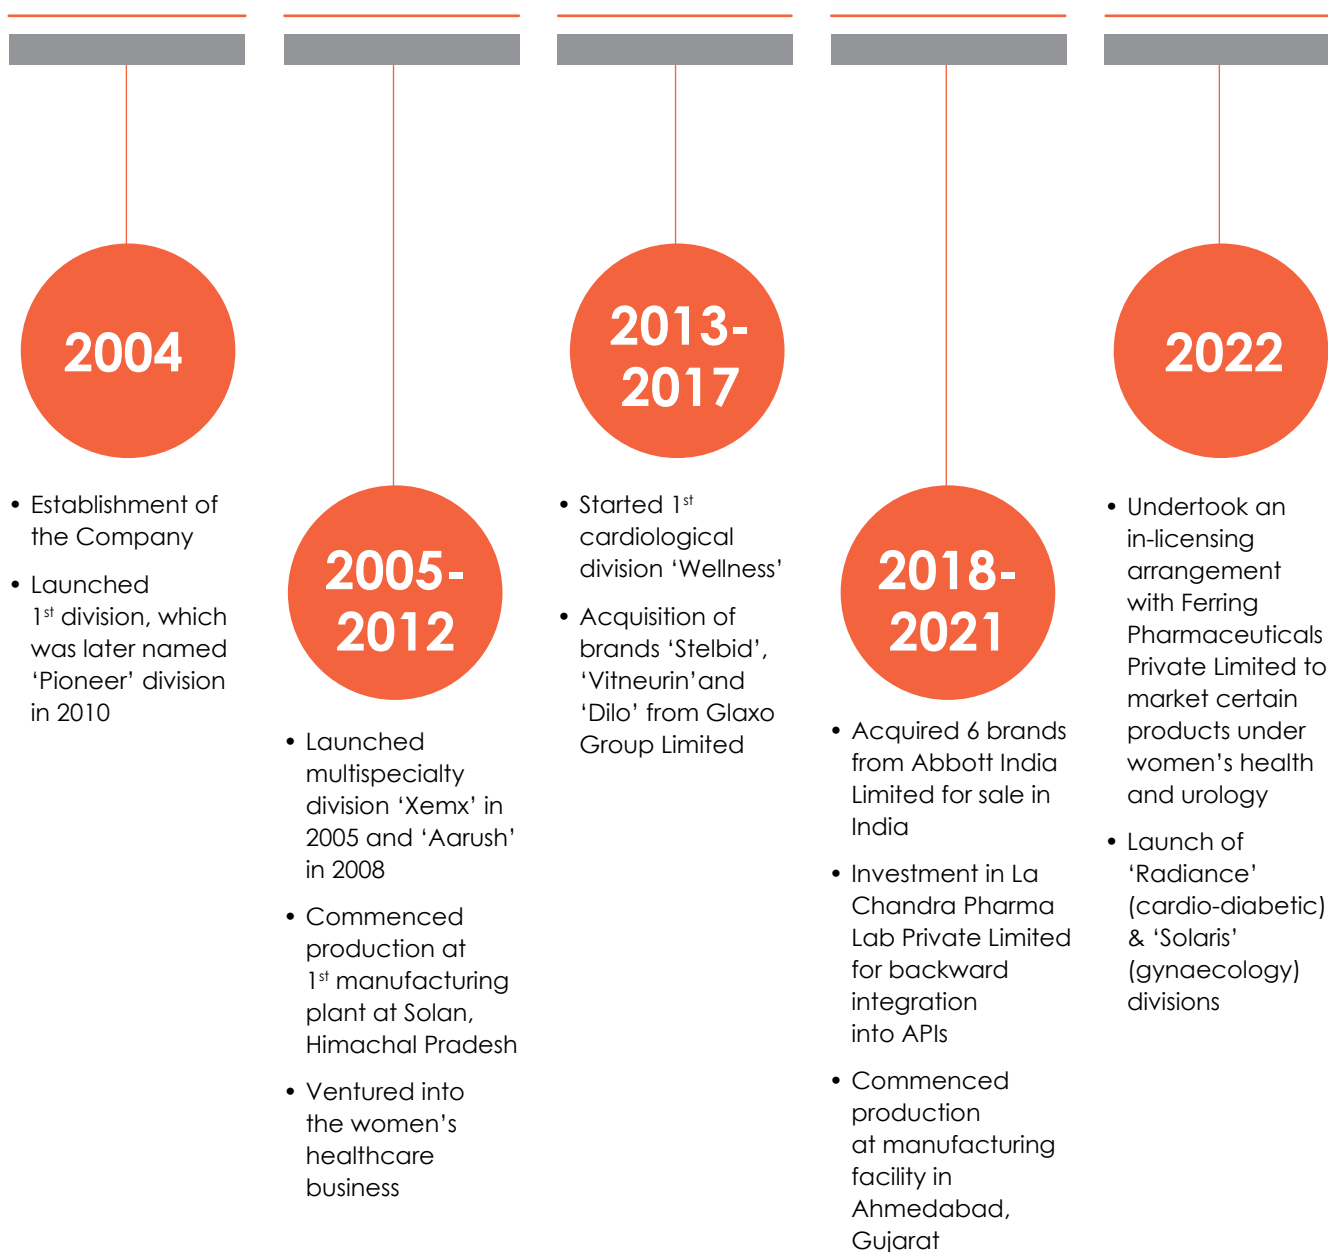 2004
• Establishment of
the Company
• Launched
1st division, which
was later named
‘Pioneer’ division
in 2010
2005-
2012
• Launched
multispecialty
division ‘Xemx’ in
2005 and ‘Aarush’
in 2008
• Commenced
production at
1st manufacturing
plant at Solan,
Himachal Pradesh
• Ventured into
the women’s
healthcare
business
2013-
2017
• Started 1st
cardiological
division ‘Wellness’
• Acquisition of
brands ‘Stelbid’,
‘Vitneurin’and
‘Dilo’ from Glaxo
Group Limited
2018-
2021
• Acquired 6 brands
from Abbott India
Limited for sale in
India
• Investment in La
Chandra Pharma
Lab Private Limited
for backward
integration
into APIs
• Commenced
production
at manufacturing
facility in
Ahmedabad,
Gujarat
2022
• Undertook an
in-licensing
arrangement
with Ferring
Pharmaceuticals
Private Limited to
market certain
products under
women’s health
and urology
• Launch of
‘Radiance’
(cardio-diabetic)
& ‘Solaris’
(gynaecology)
divisions